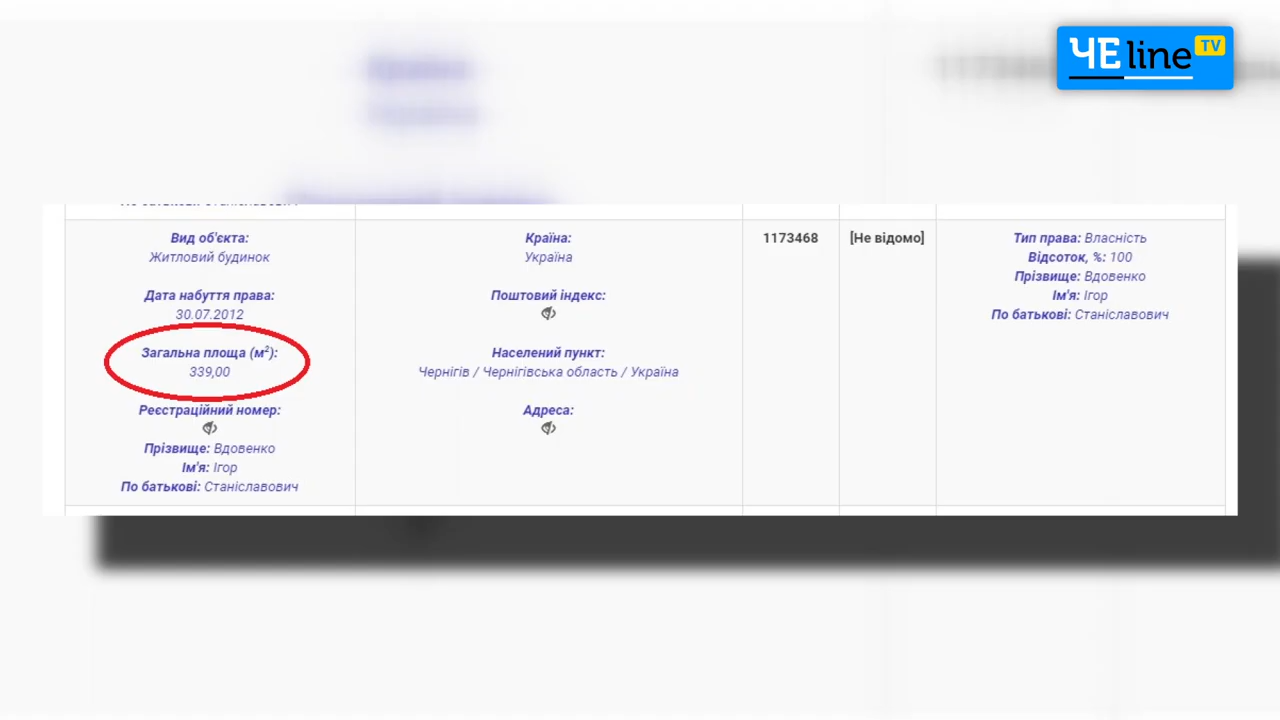 ЧЕline TV
Вид об'єкта:
Житловий будинок
Дата набуття права:
30.07.2012
Загальна площа (м²):
339,00
Реєстраційний номер:
Прізвище: Вдовенко
Ім'я: Ігор
По батькові: Станіславович
Країна:
Україна
Поштовий індекс:
Населений пункт:
Чернігів / Чернігівська область / Україна
Адреса:
1173468
[Не відомо]
Тип права: Власність
Відсоток, %: 100
Прізвище: Вдовенко
Ім'я: Ігор
По батькові: Станіславович